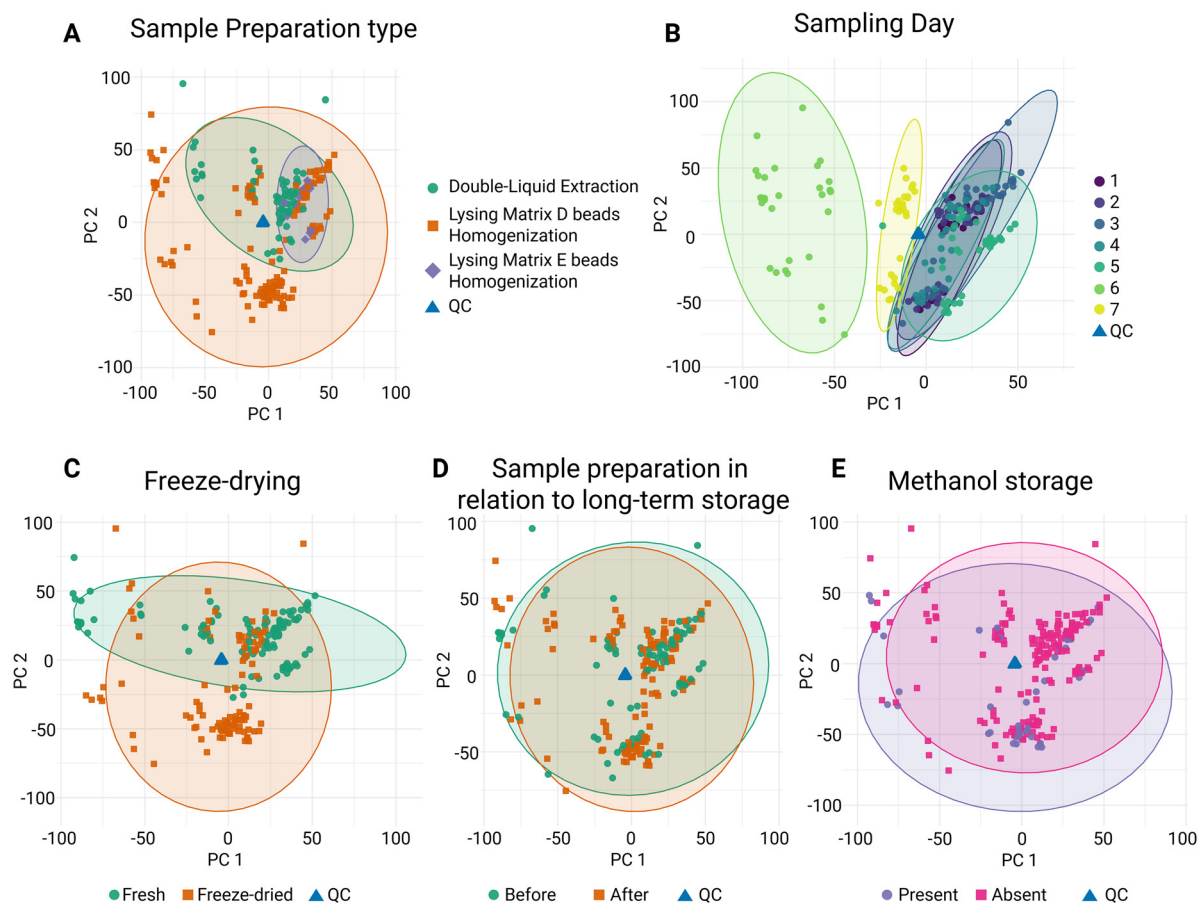 A
Sample Preparation type
100
50
0
-50
-100
PC 2
-100
-50
0
50
100
PC 1
Double-Liquid Extraction
Lysing Matrix D beads
Homogenization
Lysing Matrix E beads
Homogenization
QC
B
Sampling Day
100
50
0
-50
-100
PC 2
-100
-50
0
50
PC 1
1
2
3
4
5
6
7
QC
C
Freeze-drying
100
50
0
-50
-100
PC 2
-100
-50
0
50
100
PC 1
Fresh
Freeze-dried
QC
D
Sample preparation in
relation to long-term storage
100
50
0
-50
PC 2
-100
-50
0
50
100
PC 1
Before
After
QC
E
Methanol storage
100
50
0
-50
-100
PC 2
-100
-50
0
50
100
PC 1
Present
Absent
QC